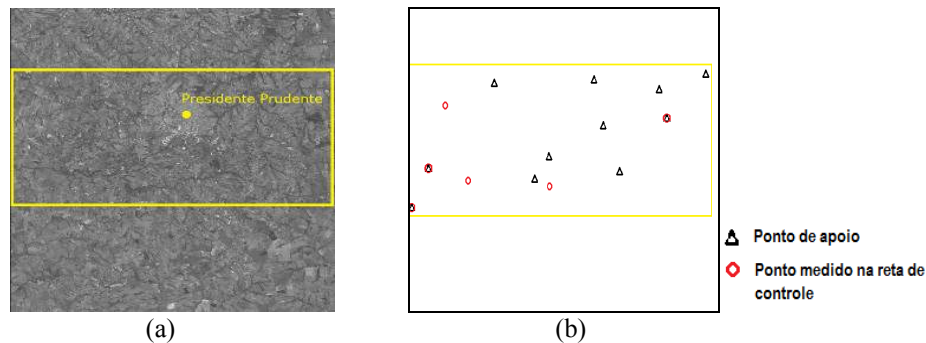 Presidente Prudente
Ponto de apoio
Ponto medido na reta de
controle
(a)
(b)